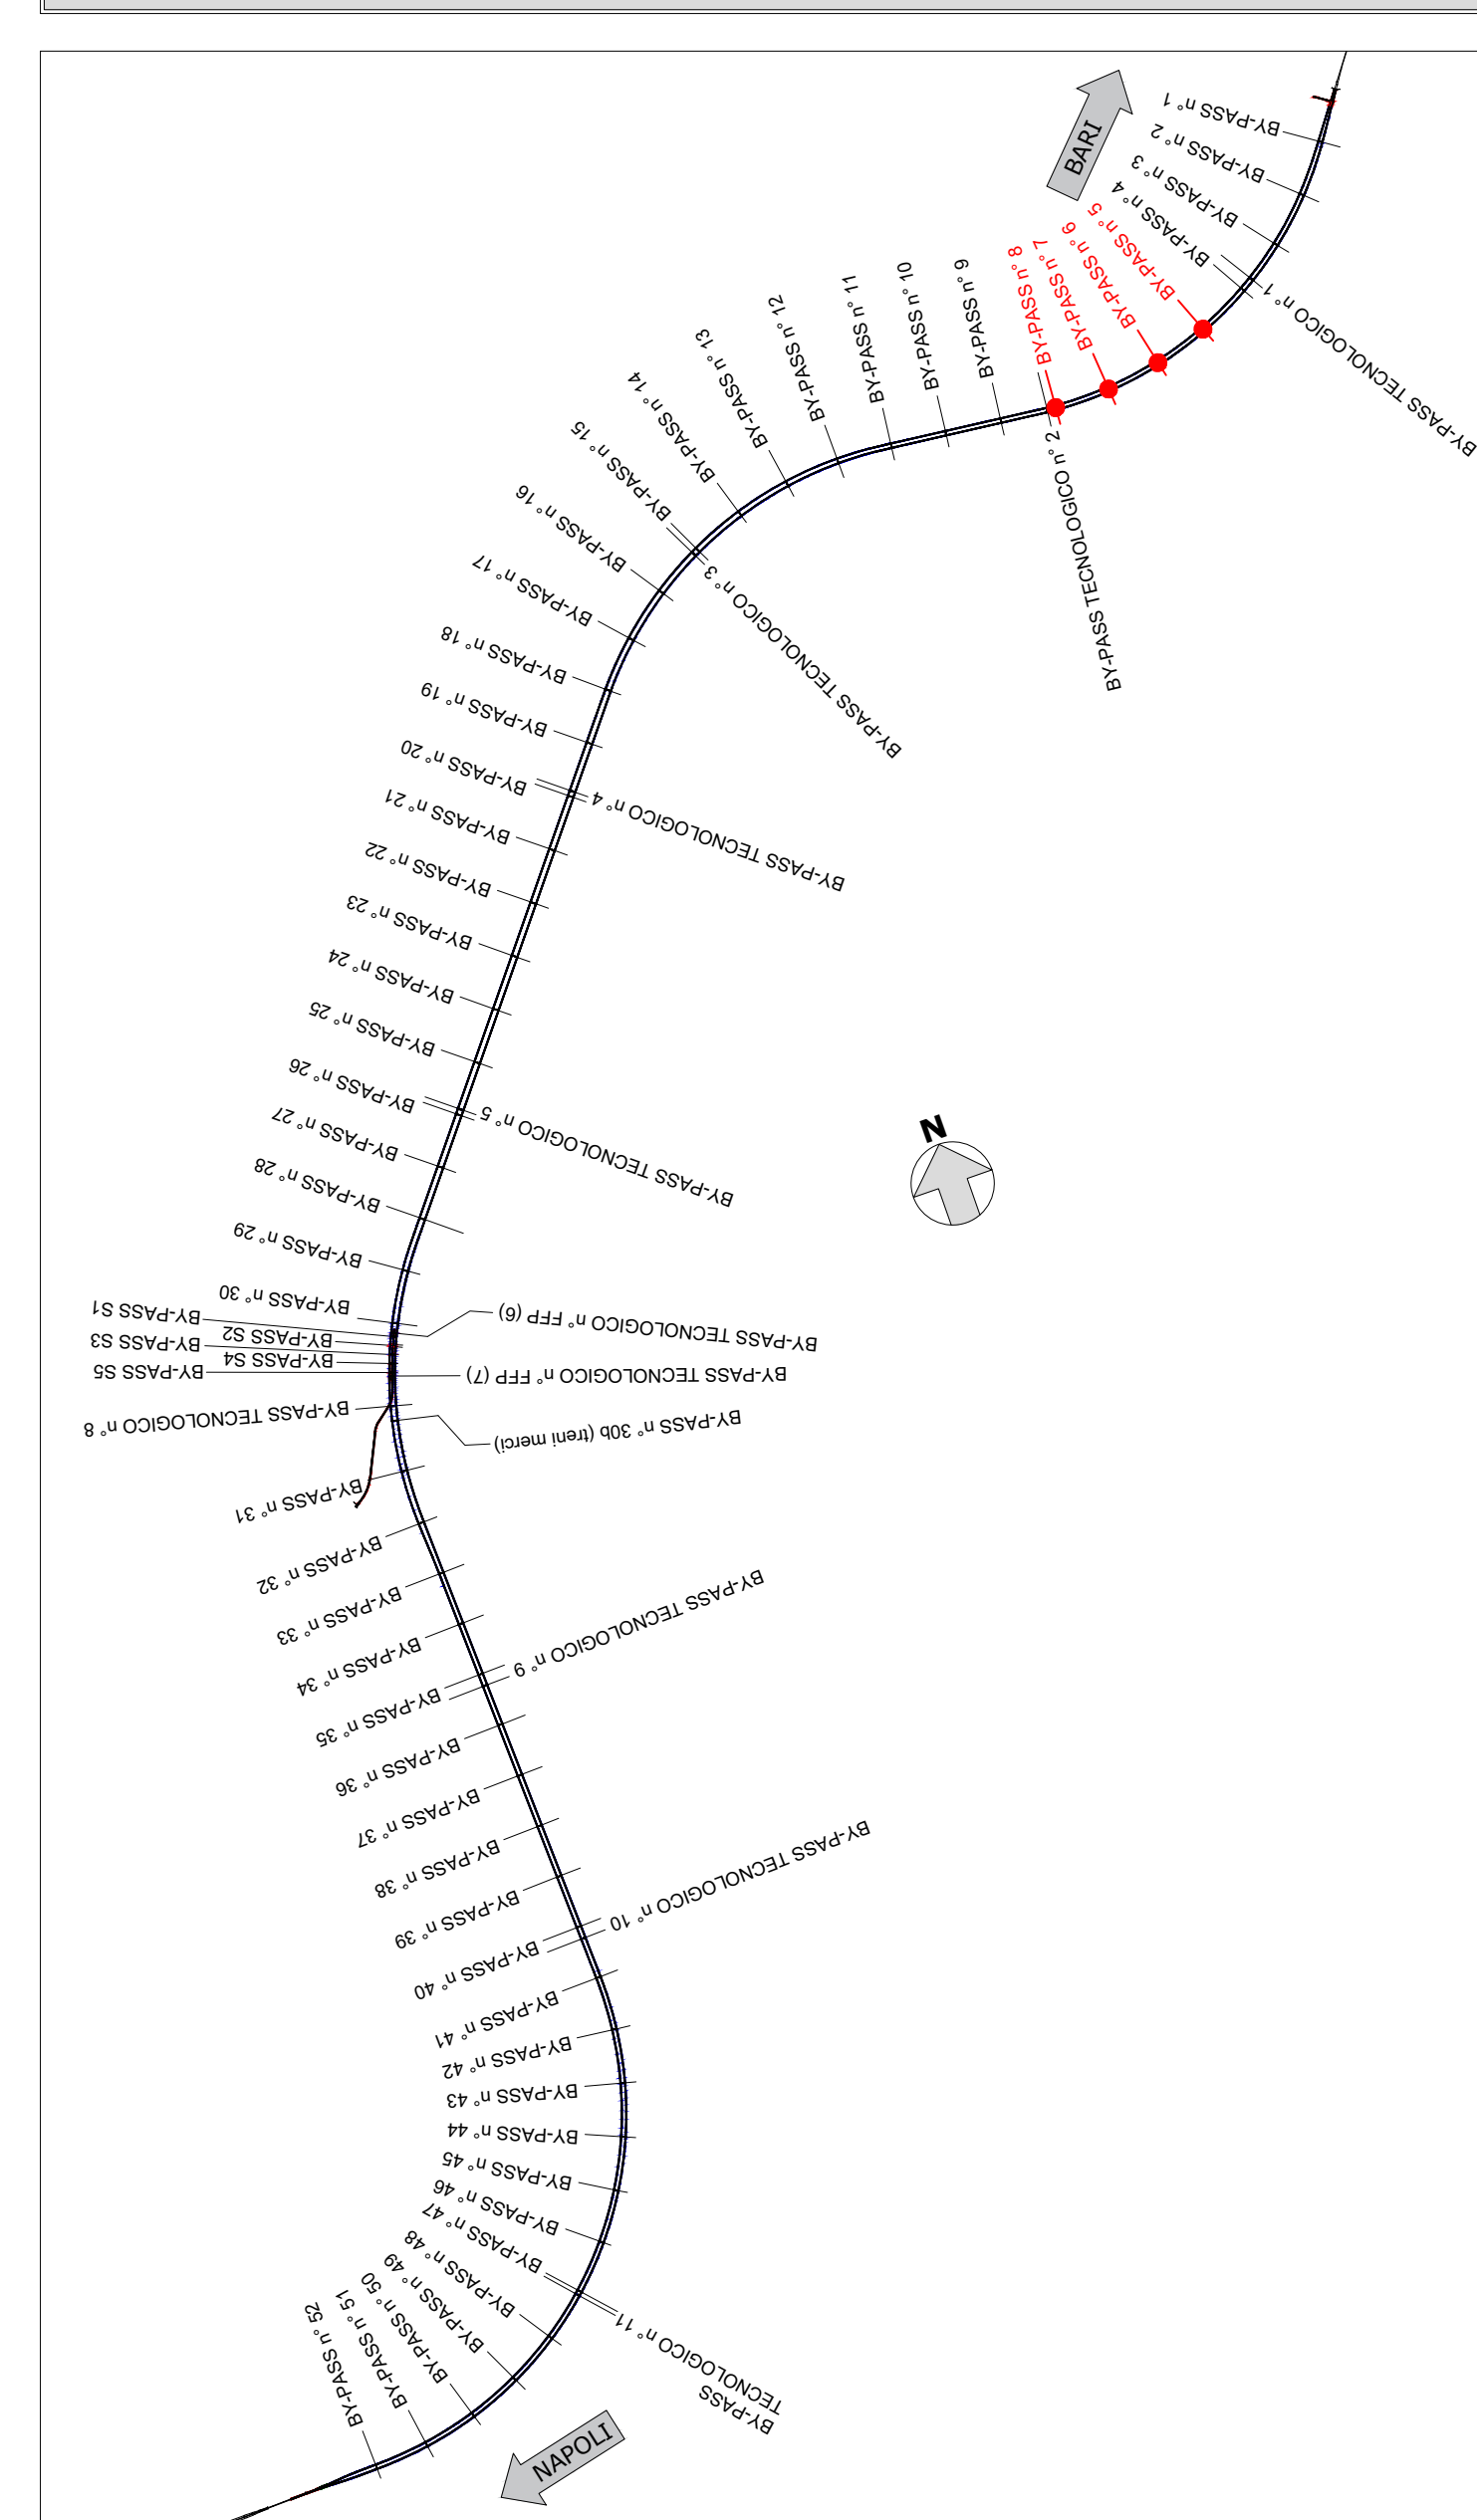 BARI
BY-PASS n° 1
BY-PASS n° 2
BY-PASS n° 3
BY-PASS n° 4
BY-PASS TECNOLOGICO n° 1
BY-PASS n° 5
BY-PASS n° 6
BY-PASS n° 7
BY-PASS n° 8
BY-PASS TECNOLOGICO n° 2
BY-PASS n° 9
BY-PASS n° 10
BY-PASS n° 11
BY-PASS n° 12
BY-PASS n° 13
BY-PASS n° 14
BY-PASS n° 15
BY-PASS TECNOLOGICO n° 3
BY-PASS n° 16
BY-PASS n° 17
BY-PASS n° 18
BY-PASS n° 19
BY-PASS n° 20
BY-PASS TECNOLOGICO n° 4
BY-PASS n° 21
BY-PASS n° 22
BY-PASS n° 23
BY-PASS n° 24
BY-PASS n° 25
BY-PASS n° 26
BY-PASS TECNOLOGICO n° 5
N
BY-PASS n° 27
BY-PASS n° 28
BY-PASS n° 29
BY-PASS n° 30
BY-PASS S1
BY-PASS TECNOLOGICO n° FFP (6)
BY-PASS S2
BY-PASS S3
BY-PASS S4
BY-PASS S5
BY-PASS TECNOLOGICO n° FFP (7)
BY-PASS TECNOLOGICO n° 8
BY-PASS n° 30b (treni merci)
BY-PASS n° 31
BY-PASS n° 32
BY-PASS n° 33
BY-PASS n° 34
BY-PASS n° 35
BY-PASS TECNOLOGICO n° 9
BY-PASS n° 36
BY-PASS n° 37
BY-PASS n° 38
BY-PASS n° 39
BY-PASS n° 40
BY-PASS TECNOLOGICO n° 10
BY-PASS n° 41
BY-PASS n° 42
BY-PASS n° 43
BY-PASS n° 44
BY-PASS n° 45
BY-PASS n° 46
BY-PASS n° 47
BY-PASS
TECNOLOGICO n° 11
BY-PASS n° 48
BY-PASS n° 49
BY-PASS n° 50
BY-PASS n° 51
BY-PASS n° 52
NAPOLI